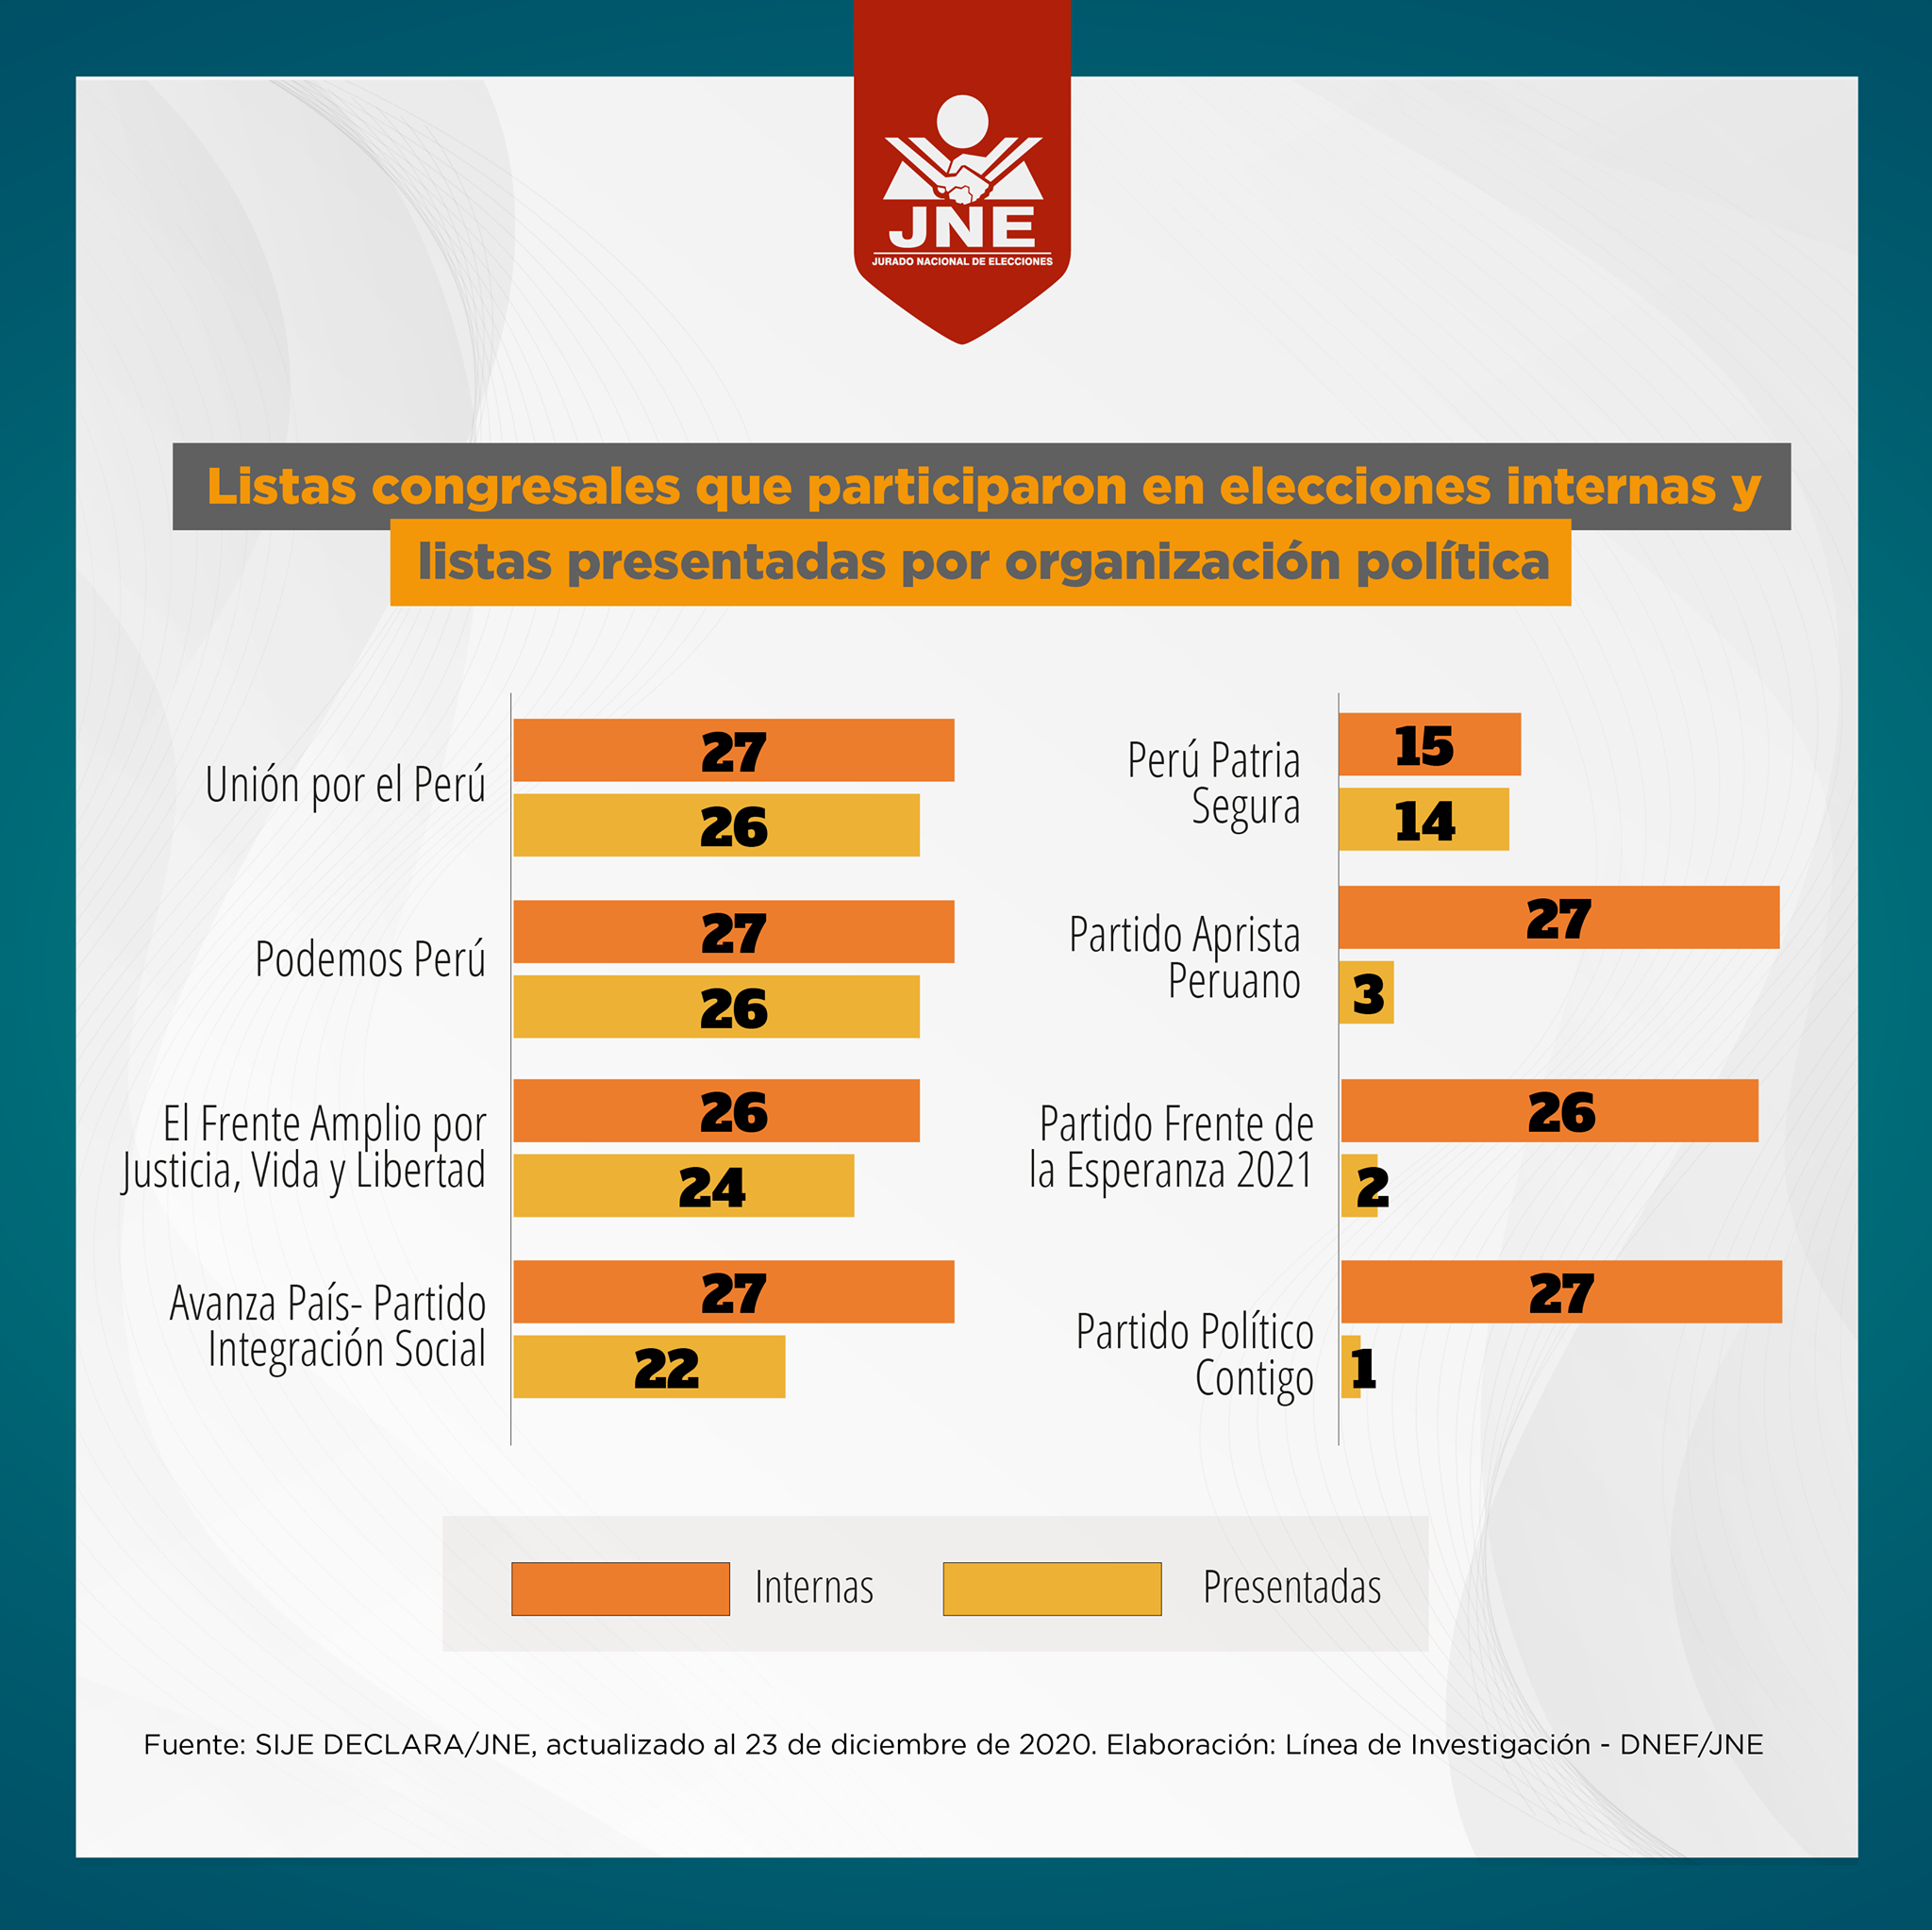 JNE
JURADO NACIONAL DE ELECCIONES
Listas congresales que participaron en elecciones internas y
listas presentadas por organización política
Unión por el Perú
27
26
Podemos Perú
27
26
El Frente Amplio por
Justicia, Vida y Libertad
26
24
Avanza País- Partido
Integración Social
27
22
Perú Patria
Segura
15
14
Partido Aprista
Peruano
27
3
Partido Frente de
la Esperanza 2021
26
2
Partido Político
Contigo
27
1
Internas
Presentadas
Fuente: SIJE DECLARA/JNE, actualizado al 23 de diciembre de 2020. Elaboración: Línea de Investigación - DNEF/JNE